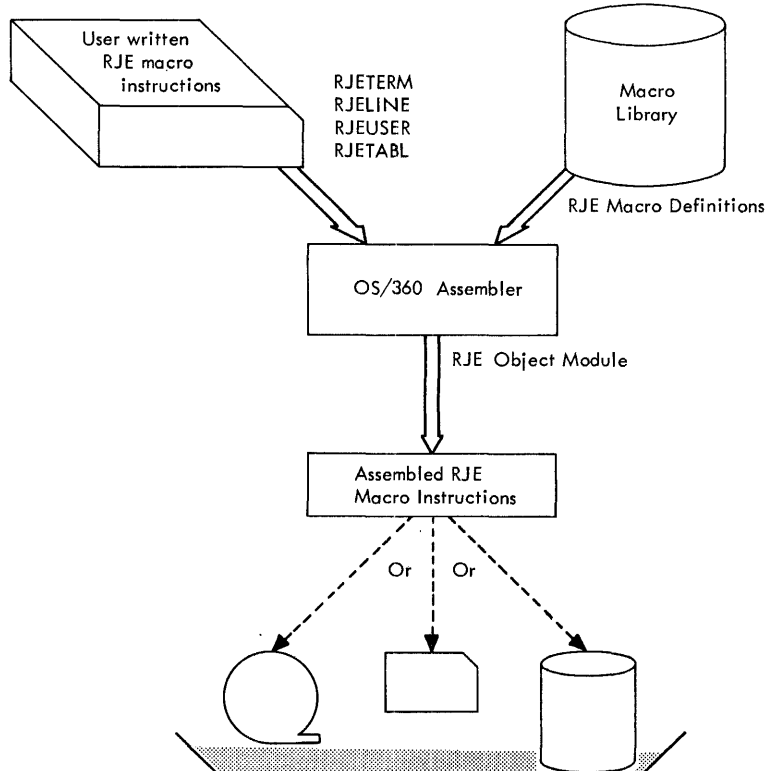 User written
RJE macro
instructions
RJETERM
RJELINE
RJEUSER
RJETABL
Macro
Library
RJE Macro Definitions
OS/360 Assembler
RJE Object Module
Assembled RJE
Macro Instructions
Or
Or